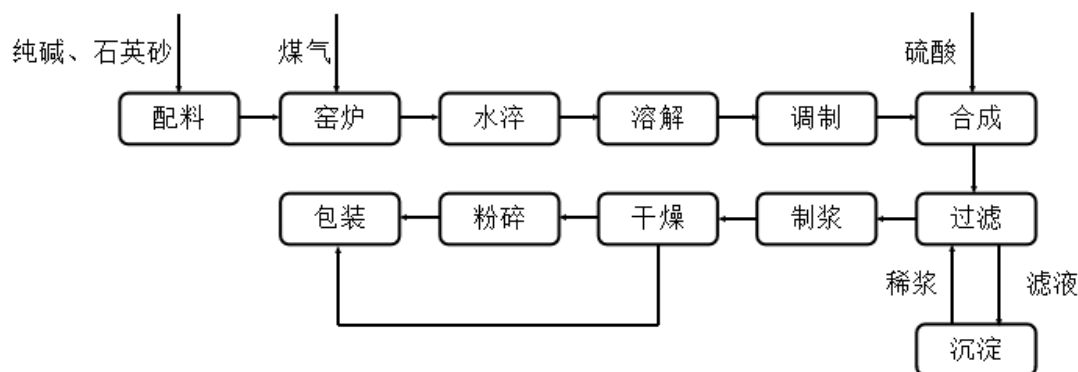 纯碱、石英砂
煤气
硫酸
配料
窑炉
水淬
溶解
调制
合成
包装
粉碎
干燥
制浆
过滤
稀浆
滤液
沉淀